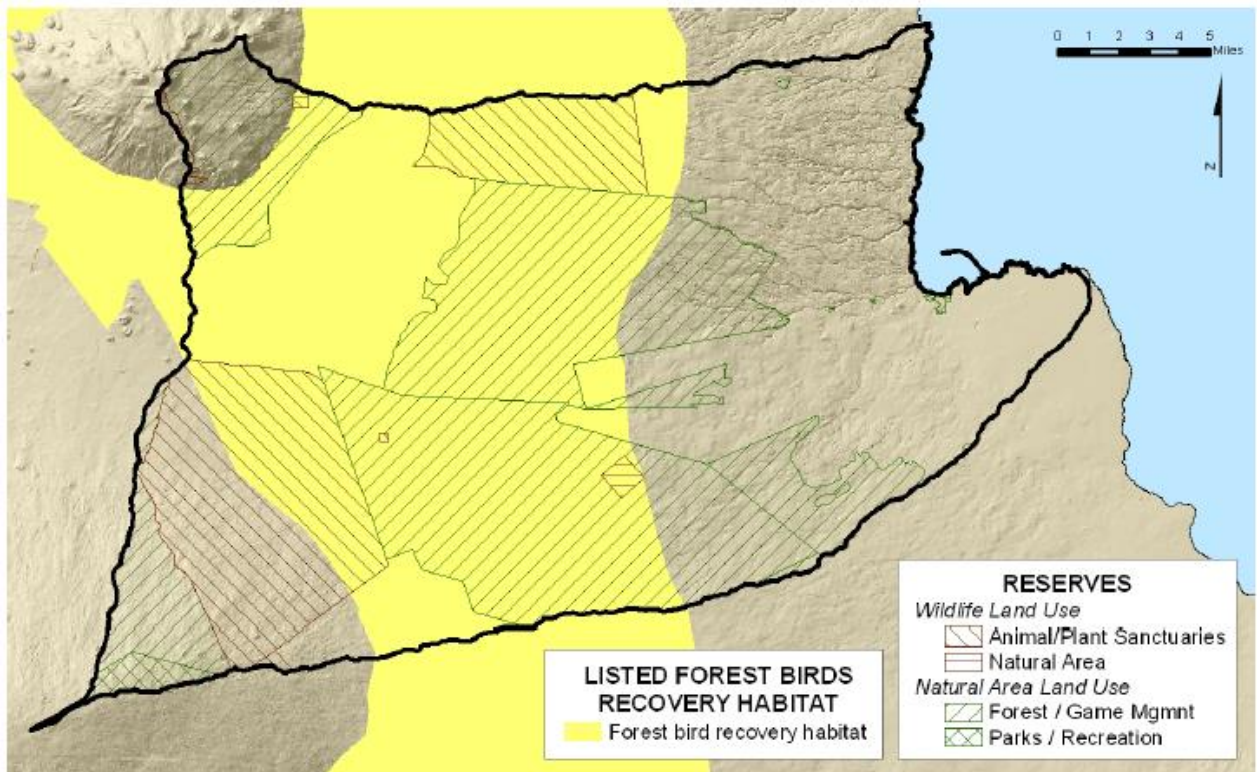 0 1 2 3 4 5
Miles
N
LISTED FOREST BIRDS
RECOVERY HABITAT
Forest bird recovery habitat
RESERVES
Wildlife Land Use
Animal/Plant Sanctuaries
Natural Area
Natural Area Land Use
Forest / Game Mgmnt
Parks / Recreation